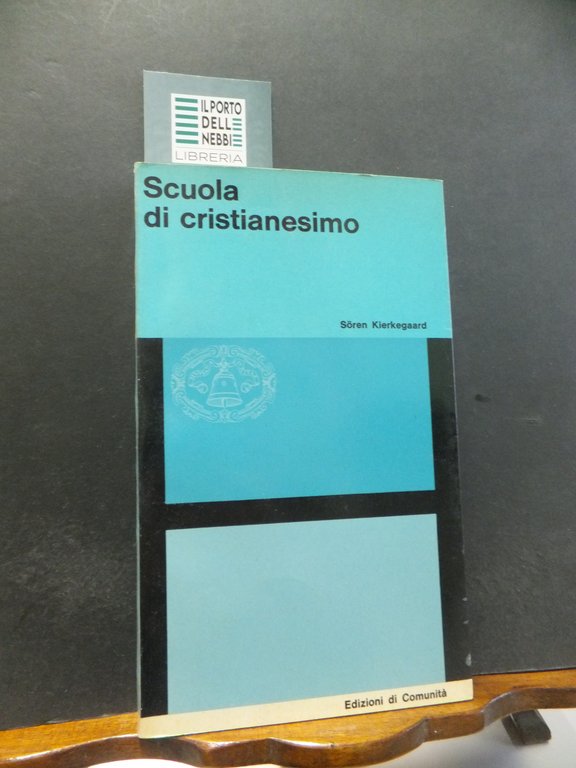 IL PORTO
DELL
NEBBI
LIBRERIA
Scuola
di cristianesimo
Sören Kierkegaard
Edizioni di Comunità